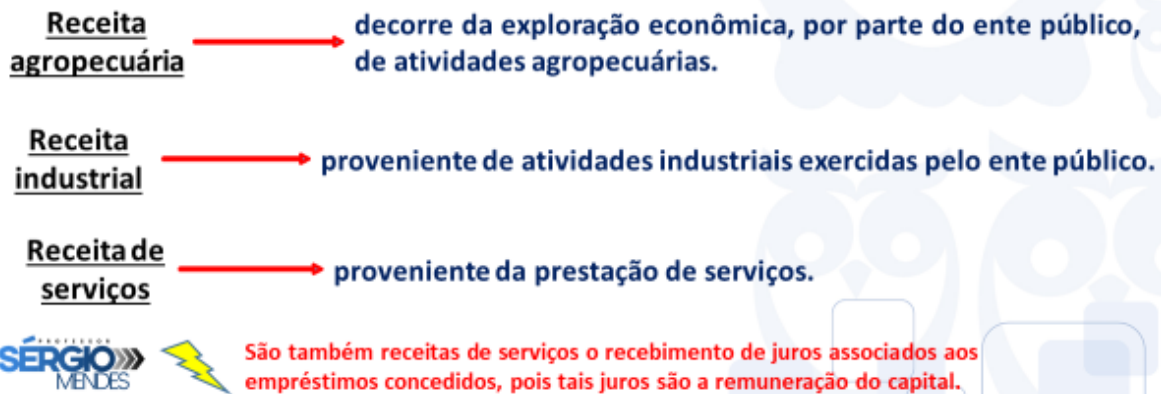 Receita
agropecuária
decorre da exploração econômica, por parte do ente público,
de atividades agropecuárias.
Receita
industrial
proveniente de atividades industriais exercidas pelo ente público.
Receita de
serviços
proveniente da prestação de serviços.
PROFESSOR
SÉRGIO
MENDES
São também receitas de serviços o recebimento de juros associados aos
empréstimos concedidos, pois tais juros são a remuneração do capital.